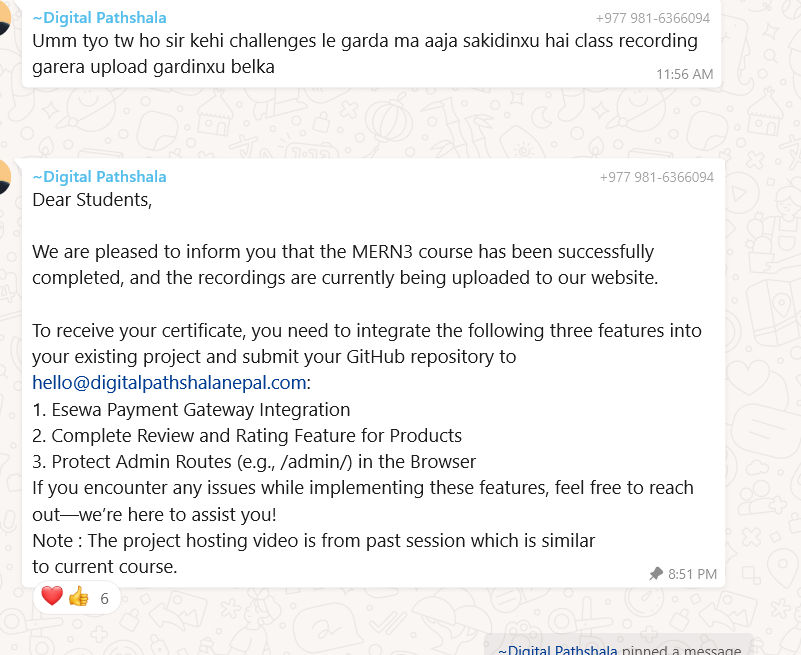 ~Digital Pathshala
+977 981-6366094
Umm tyo tw ho sir kehi challenges le garda ma aaja sakidinxu hai class recording
garera upload gardinxu belka
11:56 AM
~Digital Pathshala
+977 981-6366094
Dear Students,
We are pleased to inform you that the MERN3 course has been successfully
completed, and the recordings are currently being uploaded to our website.
To receive your certificate, you need to integrate the following three features into
your existing project and submit your GitHub repository to
hello@digitalpathshalanepal.com:
1. Esewa Payment Gateway Integration
2. Complete Review and Rating Feature for Products
3. Protect Admin Routes (e.g., /admin/) in the Browser
If you encounter any issues while implementing these features, feel free to reach
out—we’re here to assist you!
Note : The project hosting video is from past session which is similar
to current course.
8:51 PM
6
~Digital Pathshala pinned a message